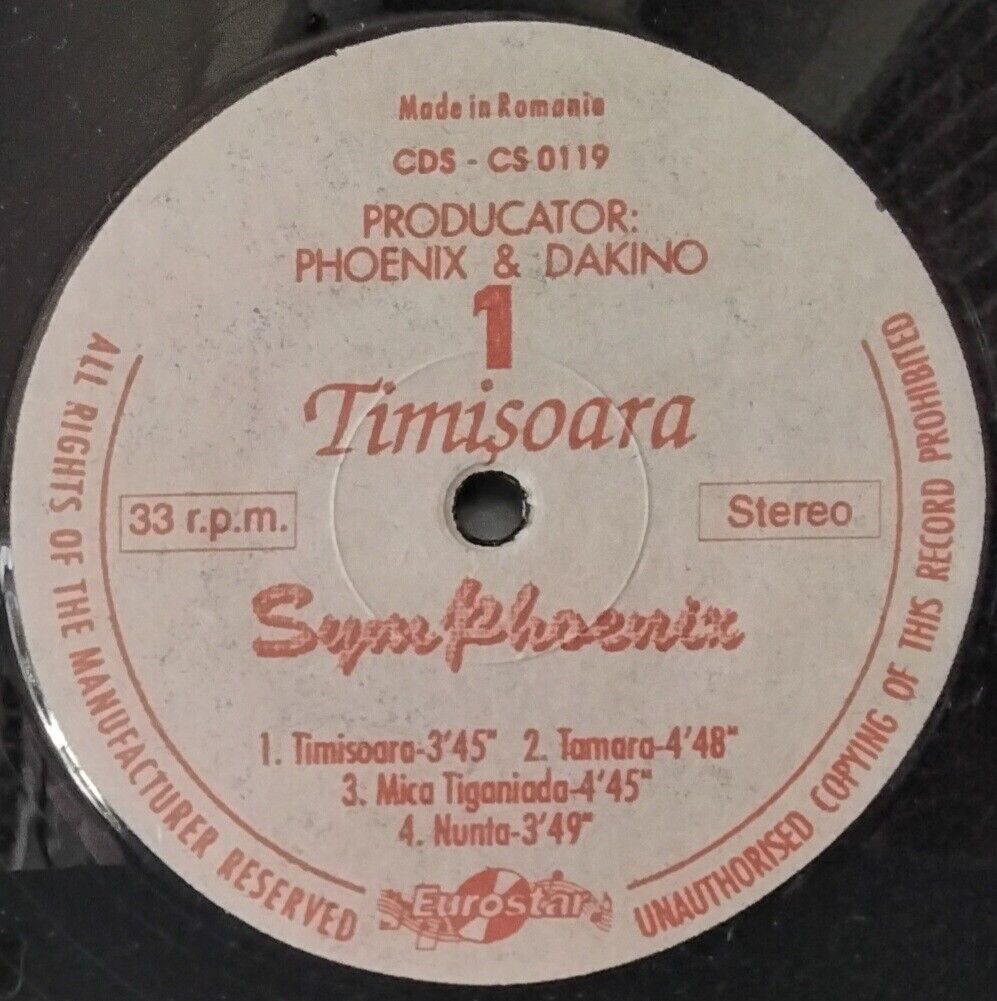 Made in Romania
CDS - CS 0119
PRODUCATOR:
PHOENIX & DAKINO
1
Timișoara
33 r.p.m.
Stereo
SymPhoenix
1. Timisoara-3'45" 2. Tamara-4'48"
3. Mica Tiganiada-4'45"
4. Nunta-3'49"
Eurostar
ALL RIGHTS OF THE MANUFACTURER RESERVED
UNAUTHORISED COPYING OF THIS RECORD PROHIBITED